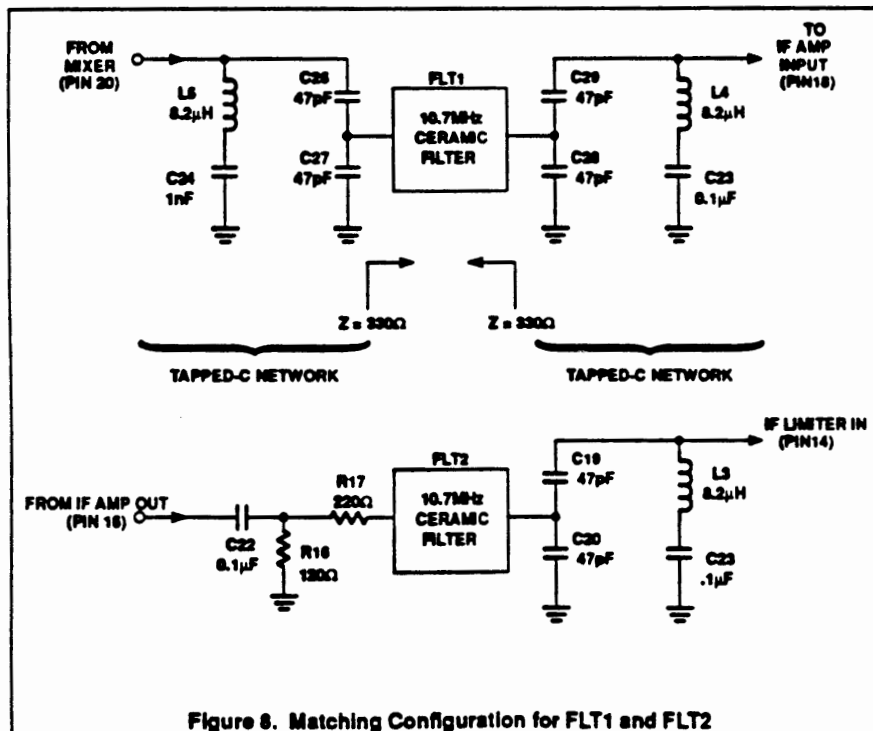 FROM
MIXER
(PIN 20)
L5
8.2µH
C24
1nF
C26
47pF
C27
47pF
FLT1
10.7MHz
CERAMIC
FILTER
C29
47pF
C28
47pF
L4
8.2µH
C23
0.1µF
TO
IF AMP
INPUT
(PIN18)
Z = 330Ω
Z = 330Ω
TAPPED-C NETWORK
TAPPED-C NETWORK
FROM IF AMP OUT
(PIN 16)
C22
0.1µF
R16
120Ω
R17
220Ω
FLT2
10.7MHz
CERAMIC
FILTER
C19
47pF
C20
47pF
L3
8.2µH
C23
.1µF
IF LIMITER IN
(PIN14)
Figure 8. Matching Configuration for FLT1 and FLT2